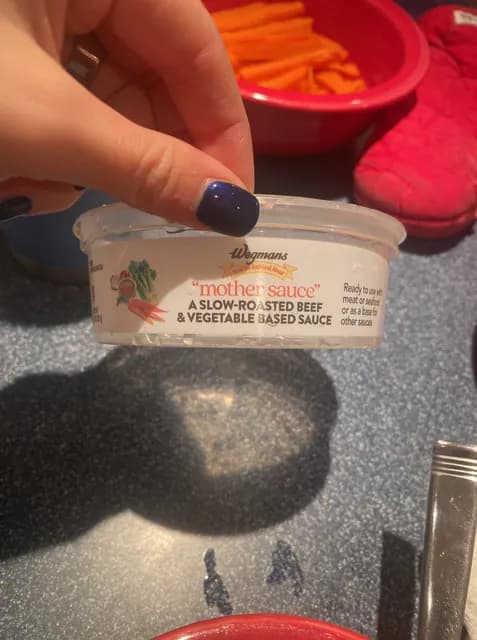 Wegmans
"mother sauce"
A SLOW-ROASTED BEEF
& VEGETABLE BASED SAUCE
Ready to use with
meat or seafood
or as a base for
other sauces